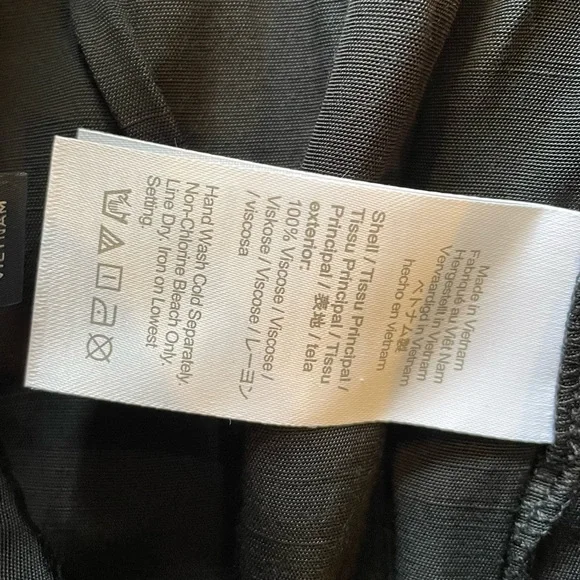 Made in Vietnam
Fabriqué au Viêt Nam
Hergestellt in Vietnam
Vervaardigd in Vietnam
ベトナム製
hecho en vietnam
Shell / Tissu Principal /
Tissu Principal / Tissu
Principal / 表地 / tela
exterior:
100% Viscose / Viscose /
Viskose / Viscose / レーヨン
/ viscosa
Hand Wash Cold Separately.
Non-Chlorine Bleach Only.
Line Dry. Iron on Lowest
Setting.
VIETNAM